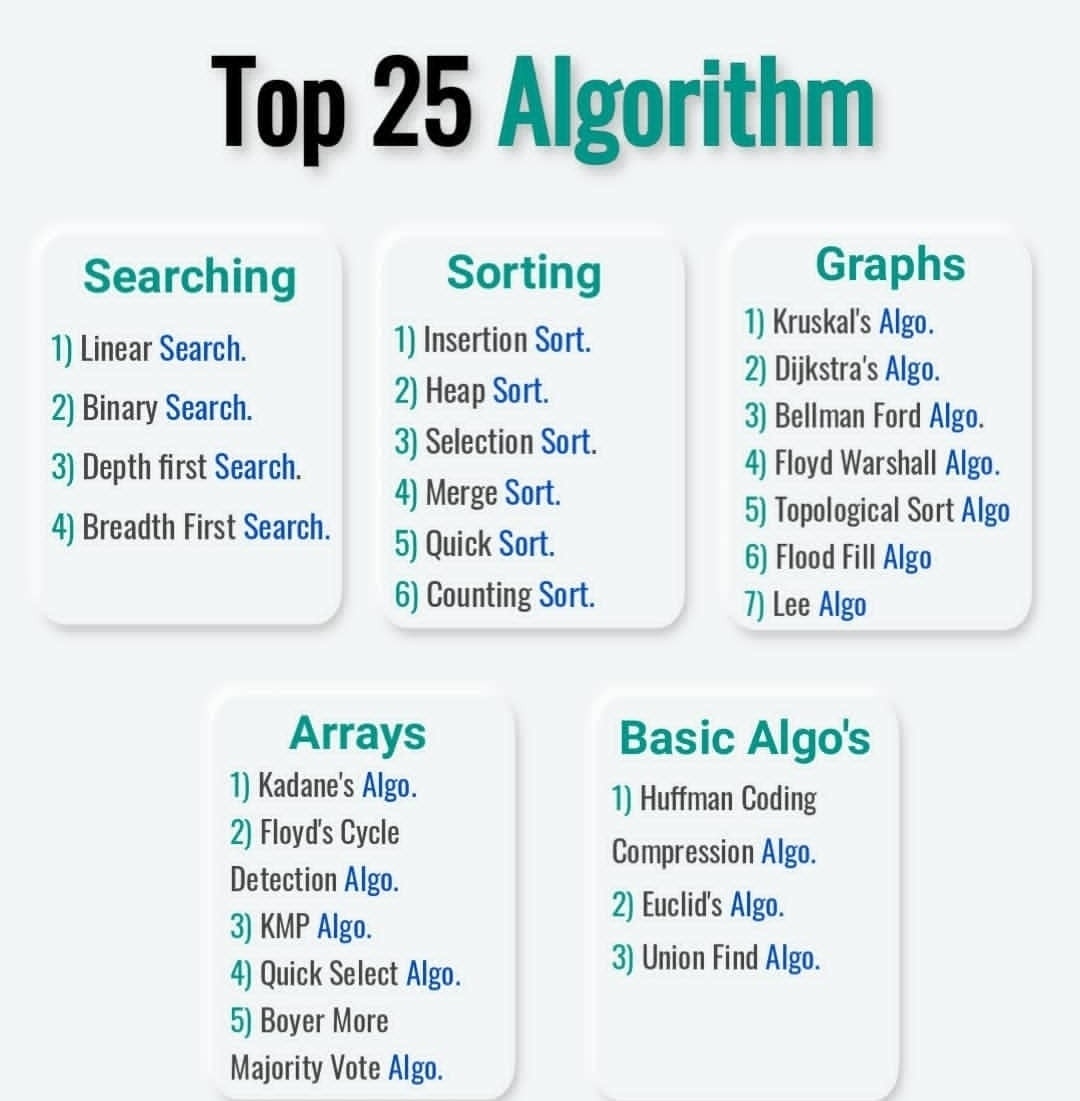 Top 25 Algorithm
Searching
1) Linear Search.
2) Binary Search.
3) Depth first Search.
4) Breadth First Search.
Sorting
1) Insertion Sort.
2) Heap Sort.
3) Selection Sort.
4) Merge Sort.
5) Quick Sort.
6) Counting Sort.
Graphs
1) Kruskal's Algo.
2) Dijkstra's Algo.
3) Bellman Ford Algo.
4) Floyd Warshall Algo.
5) Topological Sort Algo
6) Flood Fill Algo
7) Lee Algo
Arrays
1) Kadane's Algo.
2) Floyd's Cycle
Detection Algo.
3) KMP Algo.
4) Quick Select Algo.
5) Boyer More
Majority Vote Algo.
Basic Algo's
1) Huffman Coding
Compression Algo.
2) Euclid's Algo.
3) Union Find Algo.